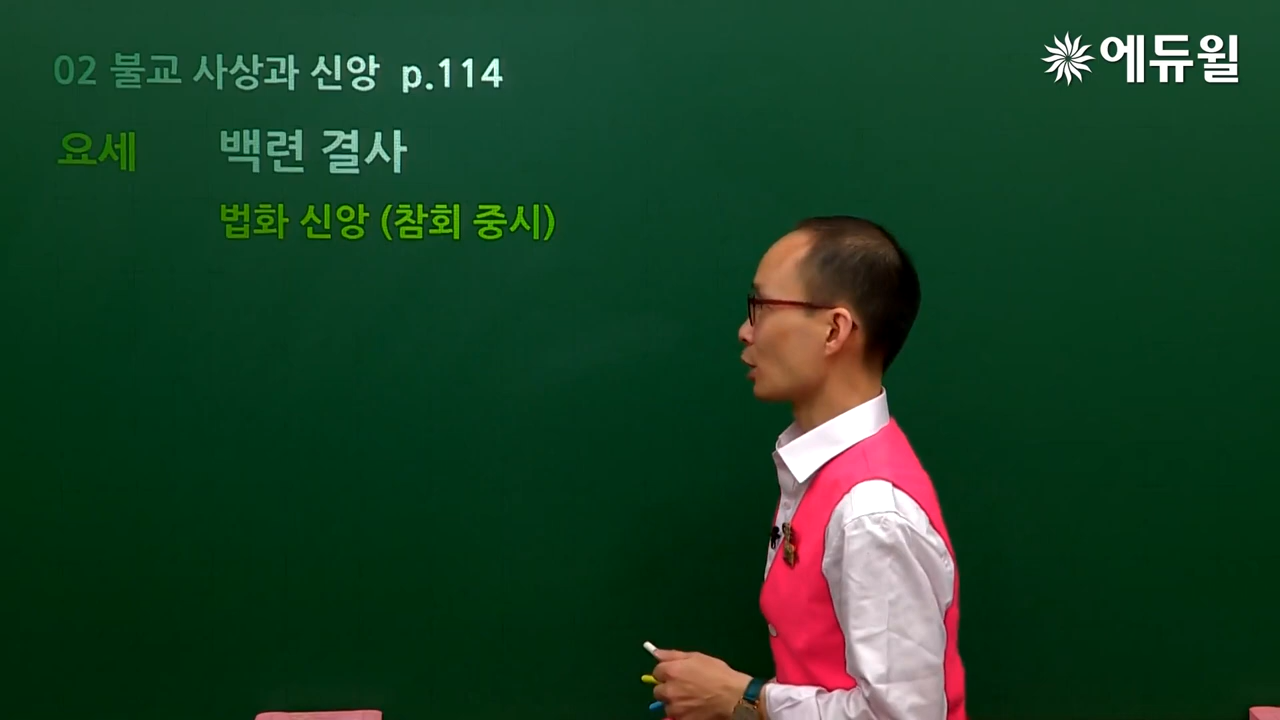 02 불교 사상과 신앙 p.114
에듀윌
요세 백련 결사
법화 신앙 (참회 중시)